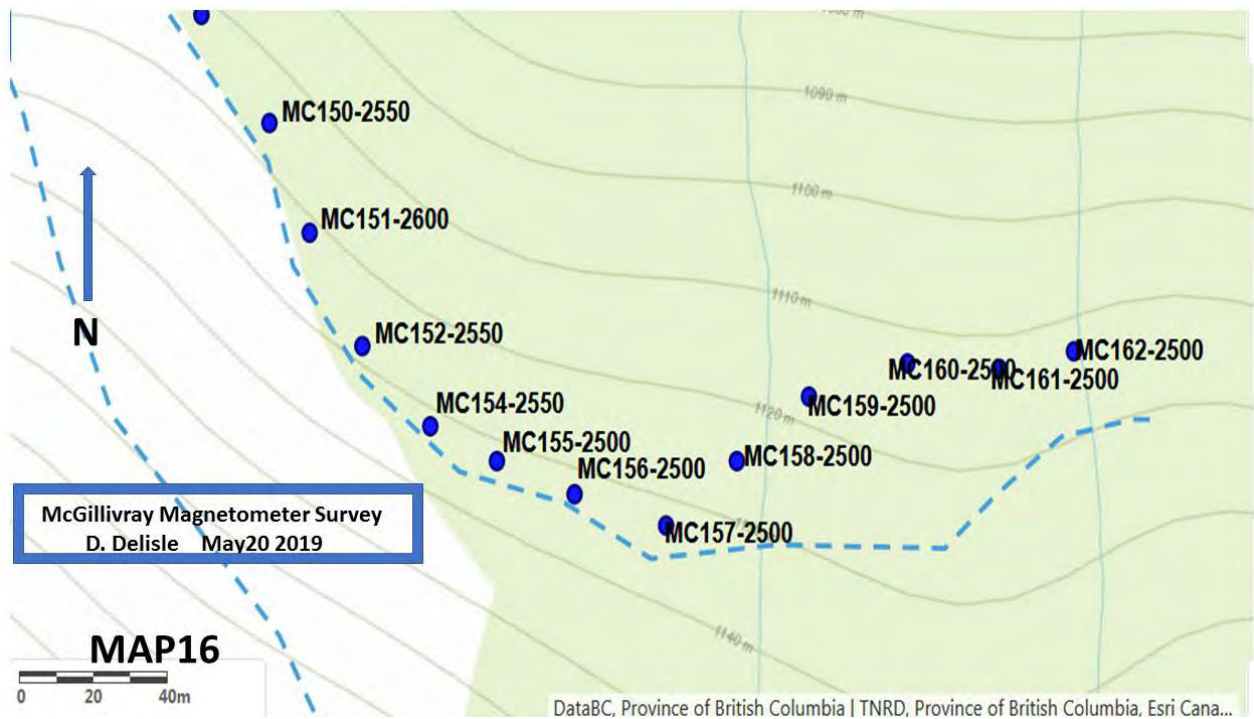 1090 m
MC150-2550
1100 m
MC151-2600
1110 m
N
MC152-2550
MC162-2500
MC160-2500
MC161-2500
MC159-2500
1120 m
MC154-2550
MC155-2500
MC158-2500
MC156-2500
MC157-2500
McGillivray Magnetometer Survey
D. Delisle May20 2019
1140 m
MAP16
0 20 40m
DataBC, Province of British Columbia | TNRD, Province of British Columbia, Esri Cana...